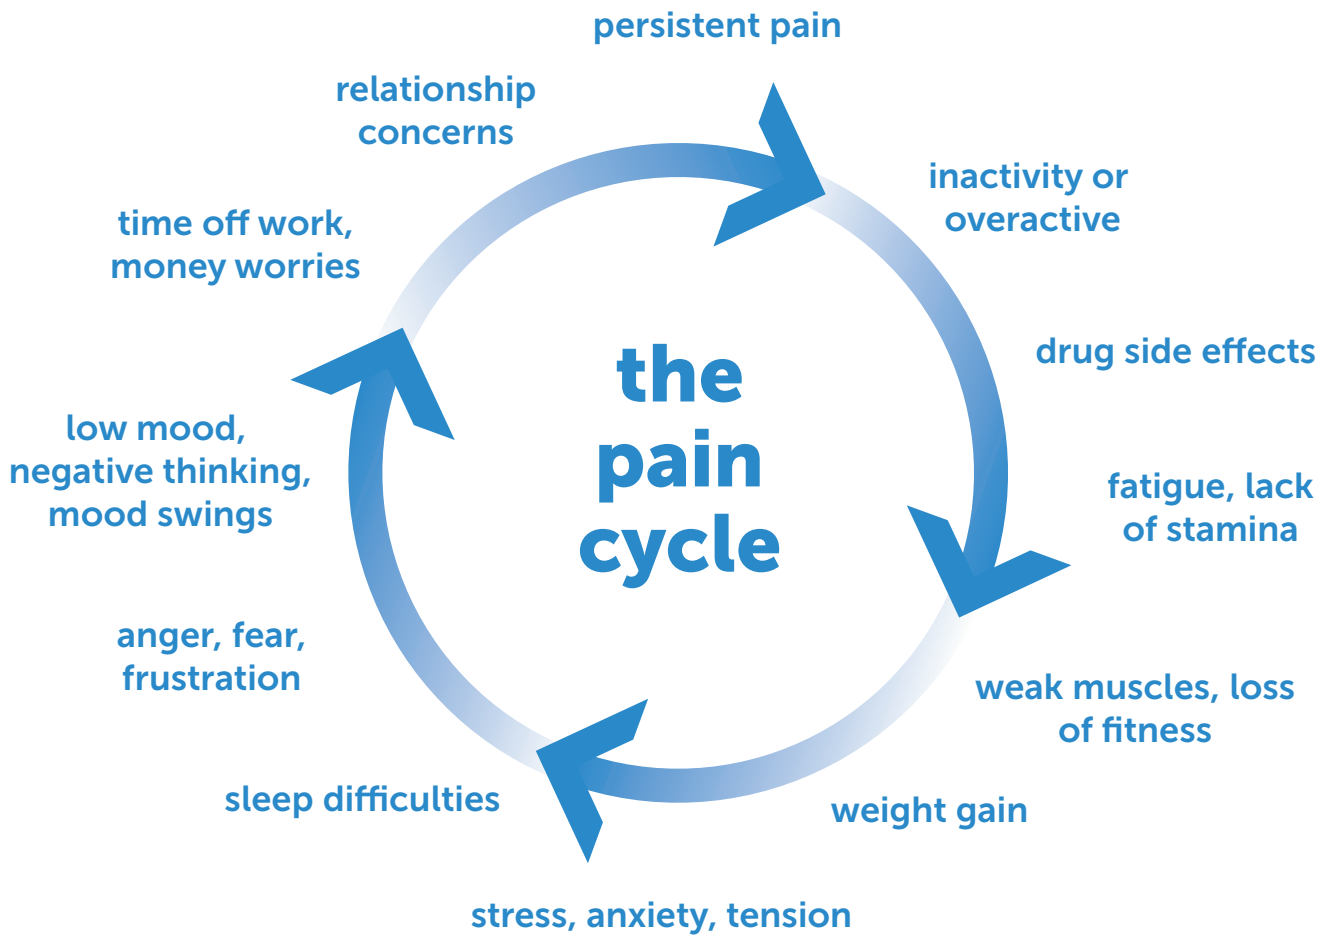 persistent pain
inactivity or
overactive
drug side effects
fatigue, lack
of stamina
weak muscles, loss
of fitness
weight gain
stress, anxiety, tension
sleep difficulties
anger, fear,
frustration
low mood,
negative thinking,
mood swings
time off work,
money worries
relationship
concerns
the
pain
cycle